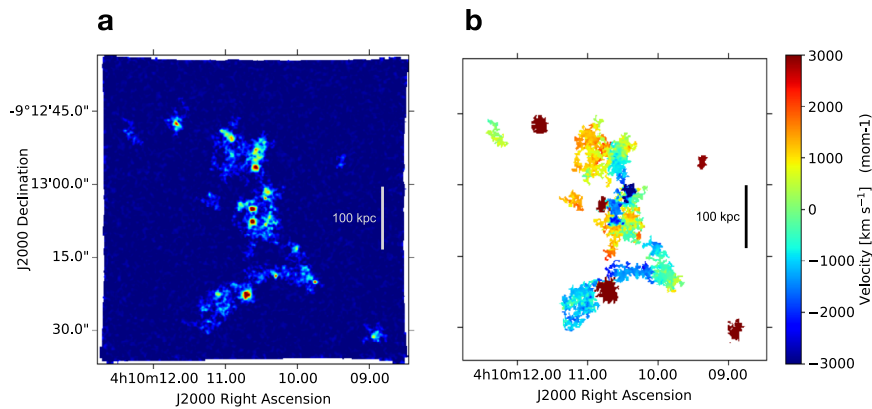 a
b
-9°12'45.0"
13'00.0"
15.0"
30.0"
J2000 Declination
100 kpc
4h10m12.00
11.00
10.00
09.00
J2000 Right Ascension
100 kpc
4h10m12.00
11.00
10.00
09.00
J2000 Right Ascension
3000
2000
1000
0
−1000
−2000
−3000
Velocity [km s⁻¹] (mom-1)